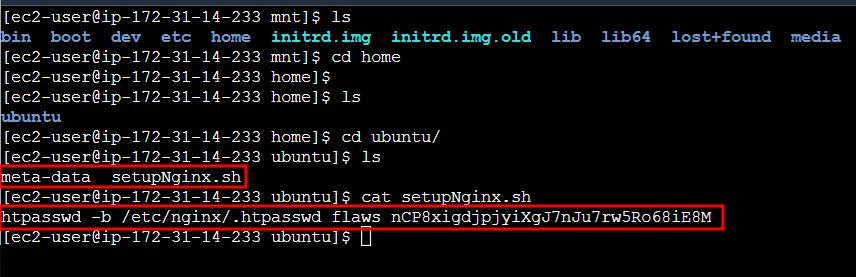 [ec2-user@ip-172-31-14-233 mnt]$ ls
bin boot dev etc home initrd.img initrd.img.old lib lib64 lost+found media
[ec2-user@ip-172-31-14-233 mnt]$ cd home
[ec2-user@ip-172-31-14-233 home]$
[ec2-user@ip-172-31-14-233 home]$ ls
ubuntu
[ec2-user@ip-172-31-14-233 home]$ cd ubuntu/
[ec2-user@ip-172-31-14-233 ubuntu]$ ls
meta-data setupNginx.sh
[ec2-user@ip-172-31-14-233 ubuntu]$ cat setupNginx.sh
htpasswd -b /etc/nginx/.htpasswd flaws nCP8xigdjpjyiXgJ7nJu7rw5Ro68iE8M
[ec2-user@ip-172-31-14-233 ubuntu]$